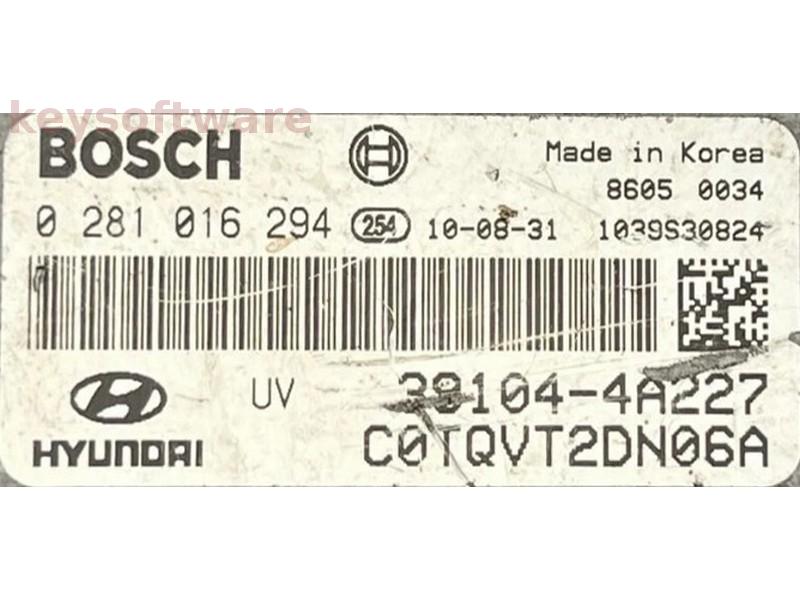 keysoftware
BOSCH
Made in Korea
8605 0034
0 281 016 294 254 10-08-31 1039S30824
UV 39104-4A227
HYUNDAI C0TQVT2DN06A